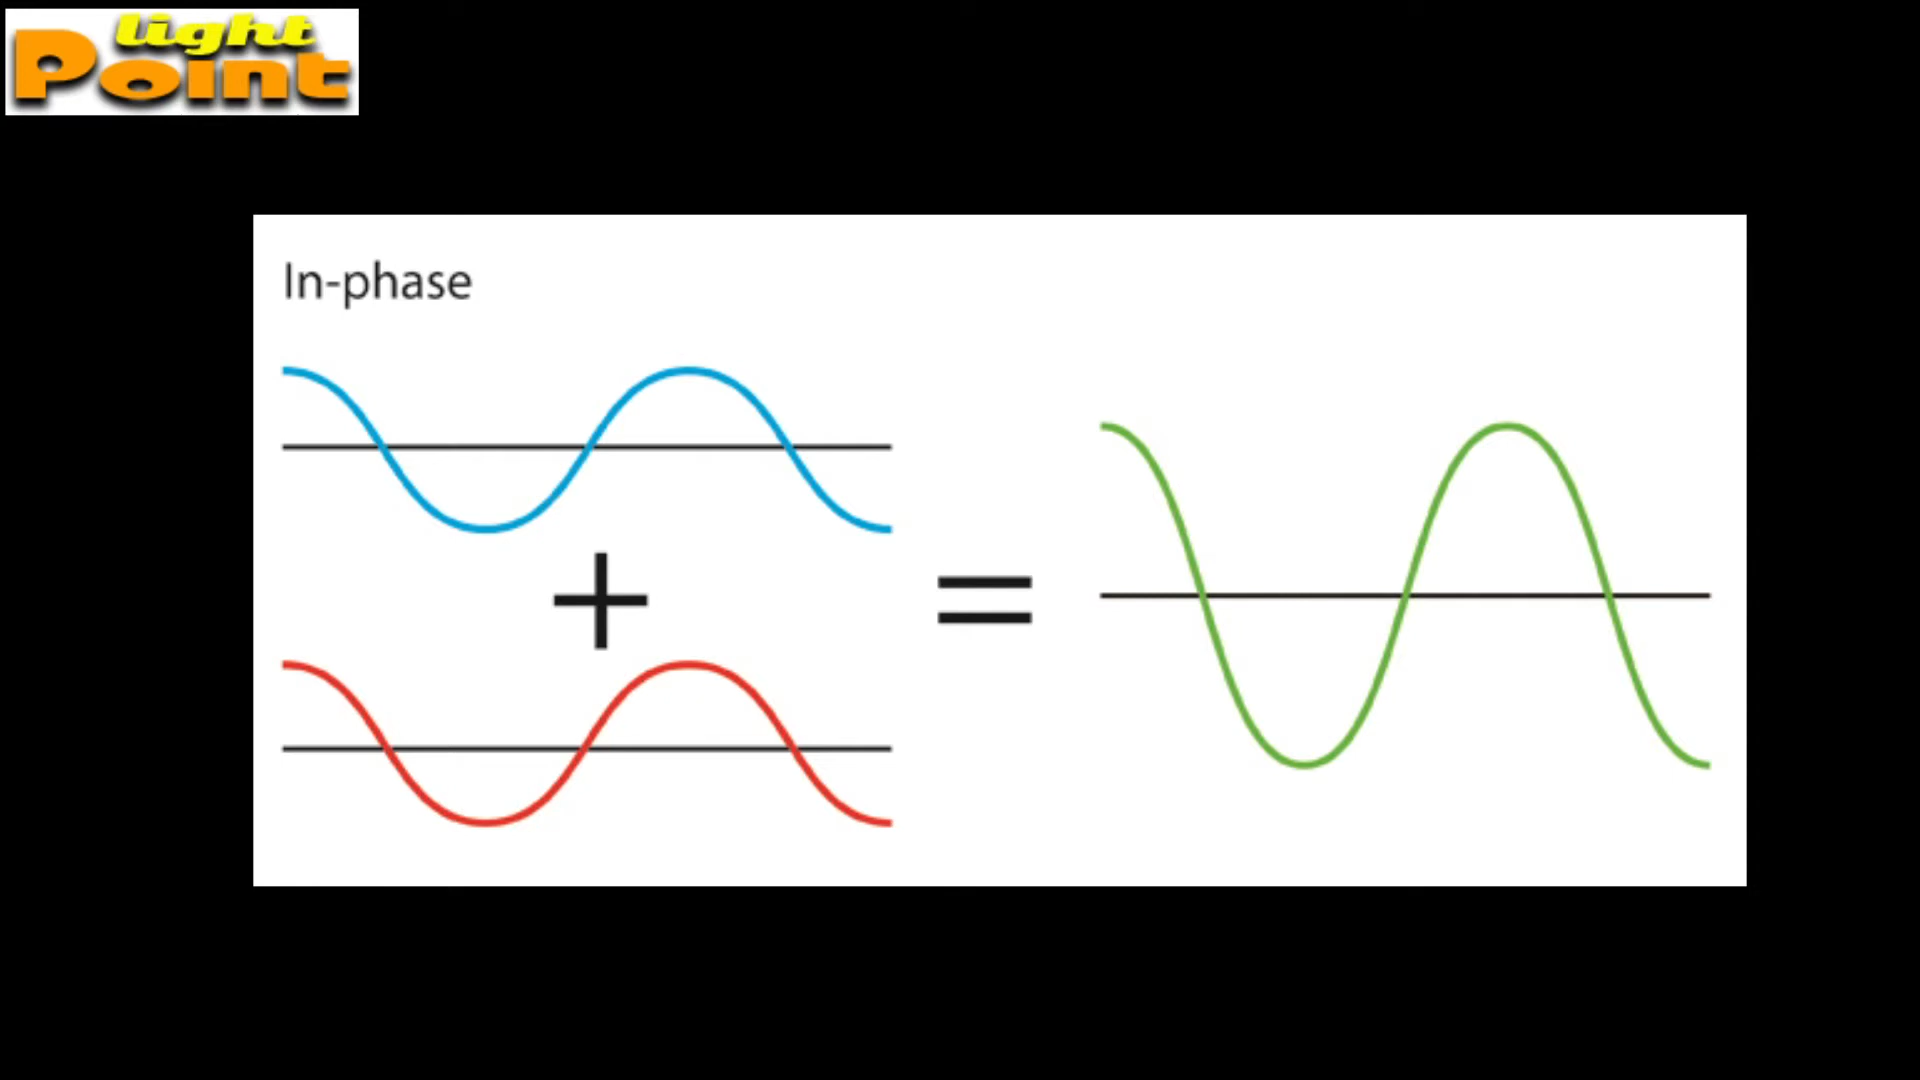 light
Point
In-phase
+
=